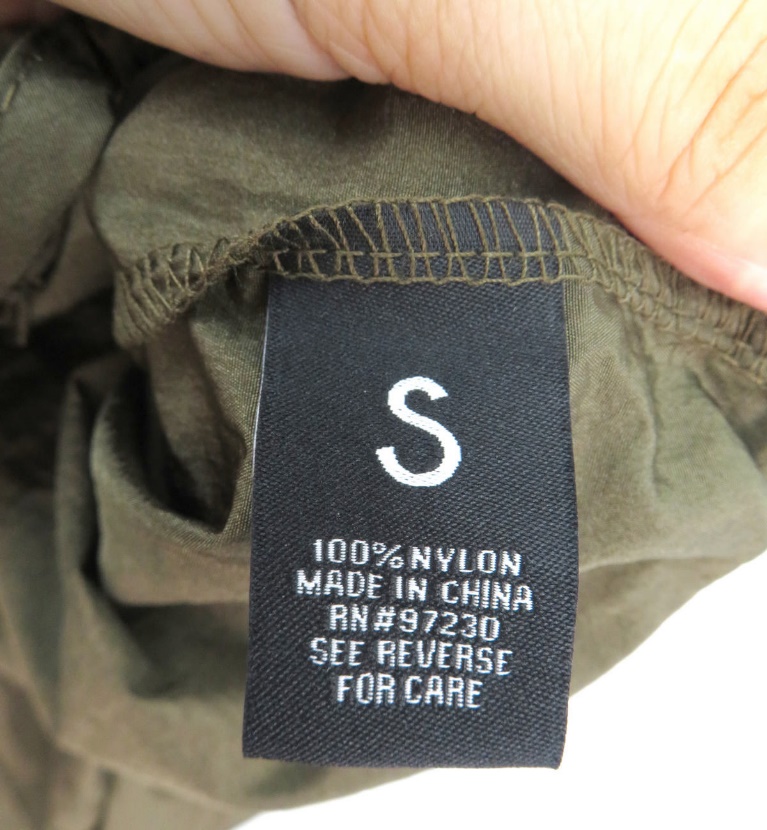 S
100% NYLON
MADE IN CHINA
RN#97230
SEE REVERSE
FOR CARE